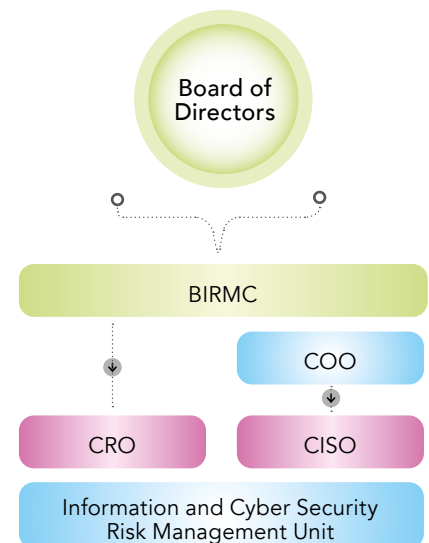 Board of
Directors
BIRMC
COO
CRO
CISO
Information and Cyber Security
Risk Management Unit